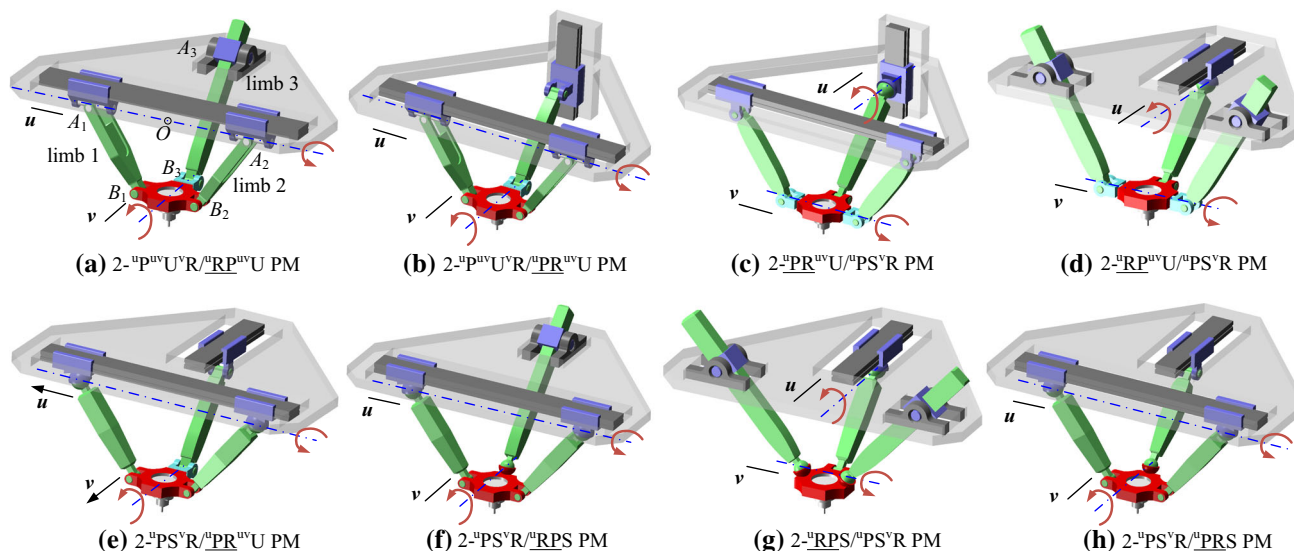 A₃
limb 3
u
A₁
O
limb 1
A₂
B₃
limb 2
B₁
v
B₂
(a) 2-ᵘPᵘᵛUᵛR/ᵘRPᵘᵛU PM
u
v
(b) 2-ᵘPᵘᵛUᵛR/ᵘPRᵘᵛU PM
u
v
(c) 2-ᵘPRᵘᵛU/ᵘPSᵛR PM
u
v
(d) 2-ᵘRPᵘᵛU/ᵘPSᵛR PM
u
v
(e) 2-ᵘPSᵛR/ᵘPRᵘᵛU PM
u
v
(f) 2-ᵘPSᵛR/ᵘRPS PM
u
v
(g) 2-ᵘRPS/ᵘPSᵛR PM
u
v
(h) 2-ᵘPSᵛR/ᵘPRS PM